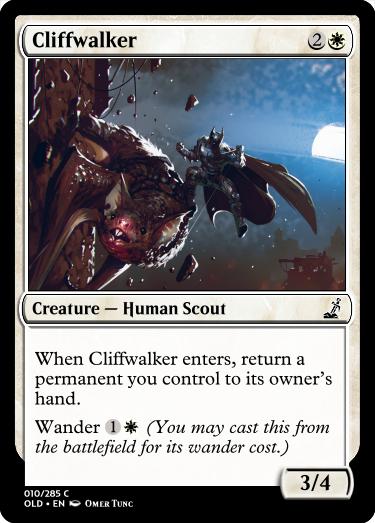 Cliffwalker 2
Creature — Human Scout
When Cliffwalker enters, return a
permanent you control to its owner's
hand.
Wander 1 (You may cast this from
the battlefield for its wander cost.)
3/4
010/285 C
OLD • EN Omer Tunc